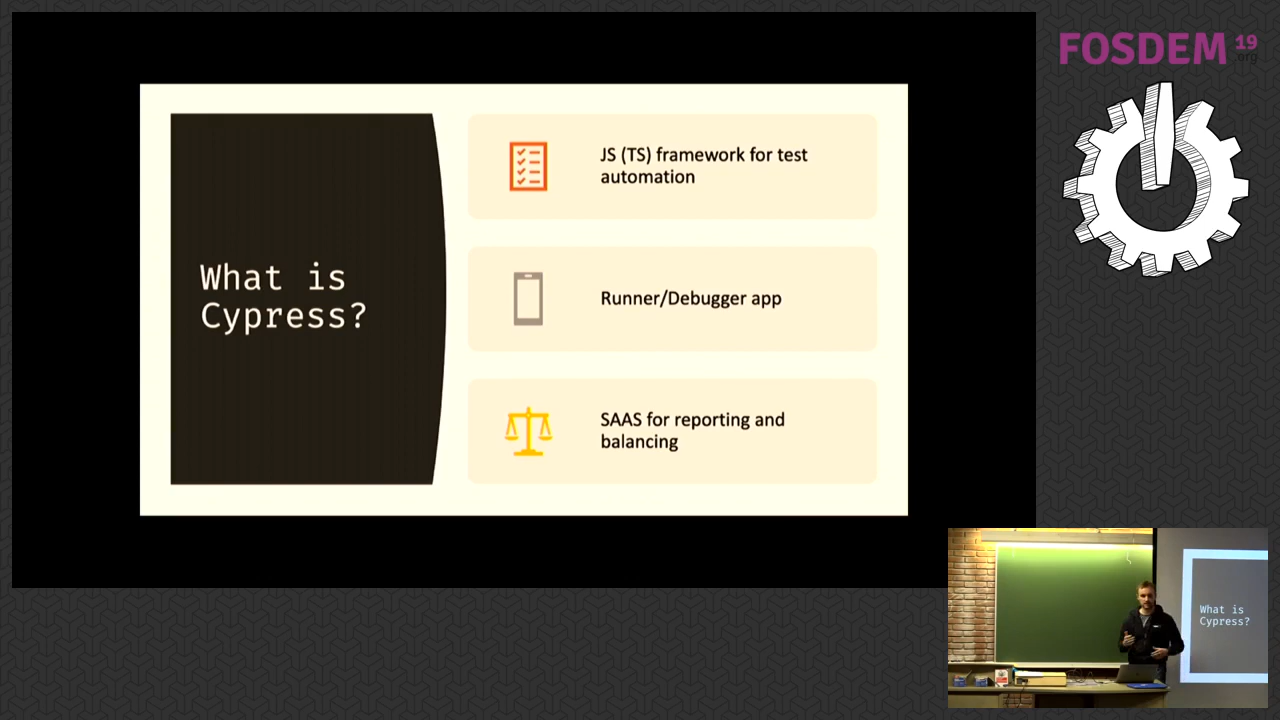 FOSDEM 19
.org
What is
Cypress?
JS (TS) framework for test
automation
Runner/Debugger app
SAAS for reporting and
balancing
What is
Cypress?